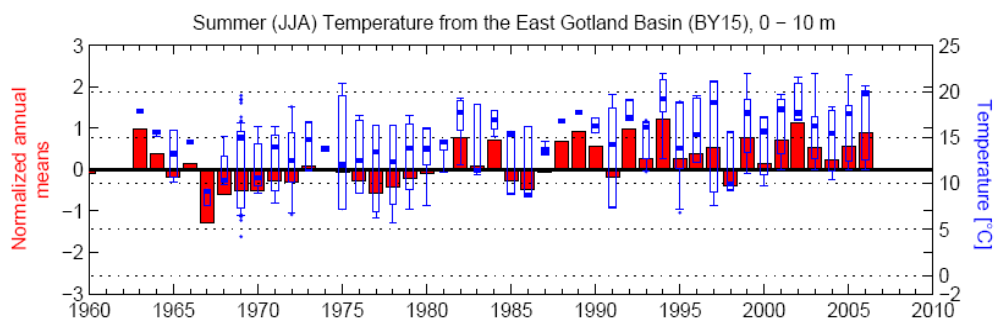 Summer (JJA) Temperature from the East Gotland Basin (BY15), 0 − 10 m
Normalized annual
means
3
2
1
0
−1
−2
−3
25
20
15
10
5
0
−2
Temperature [°C]
1960 1965 1970 1975 1980 1985 1990 1995 2000 2005 2010